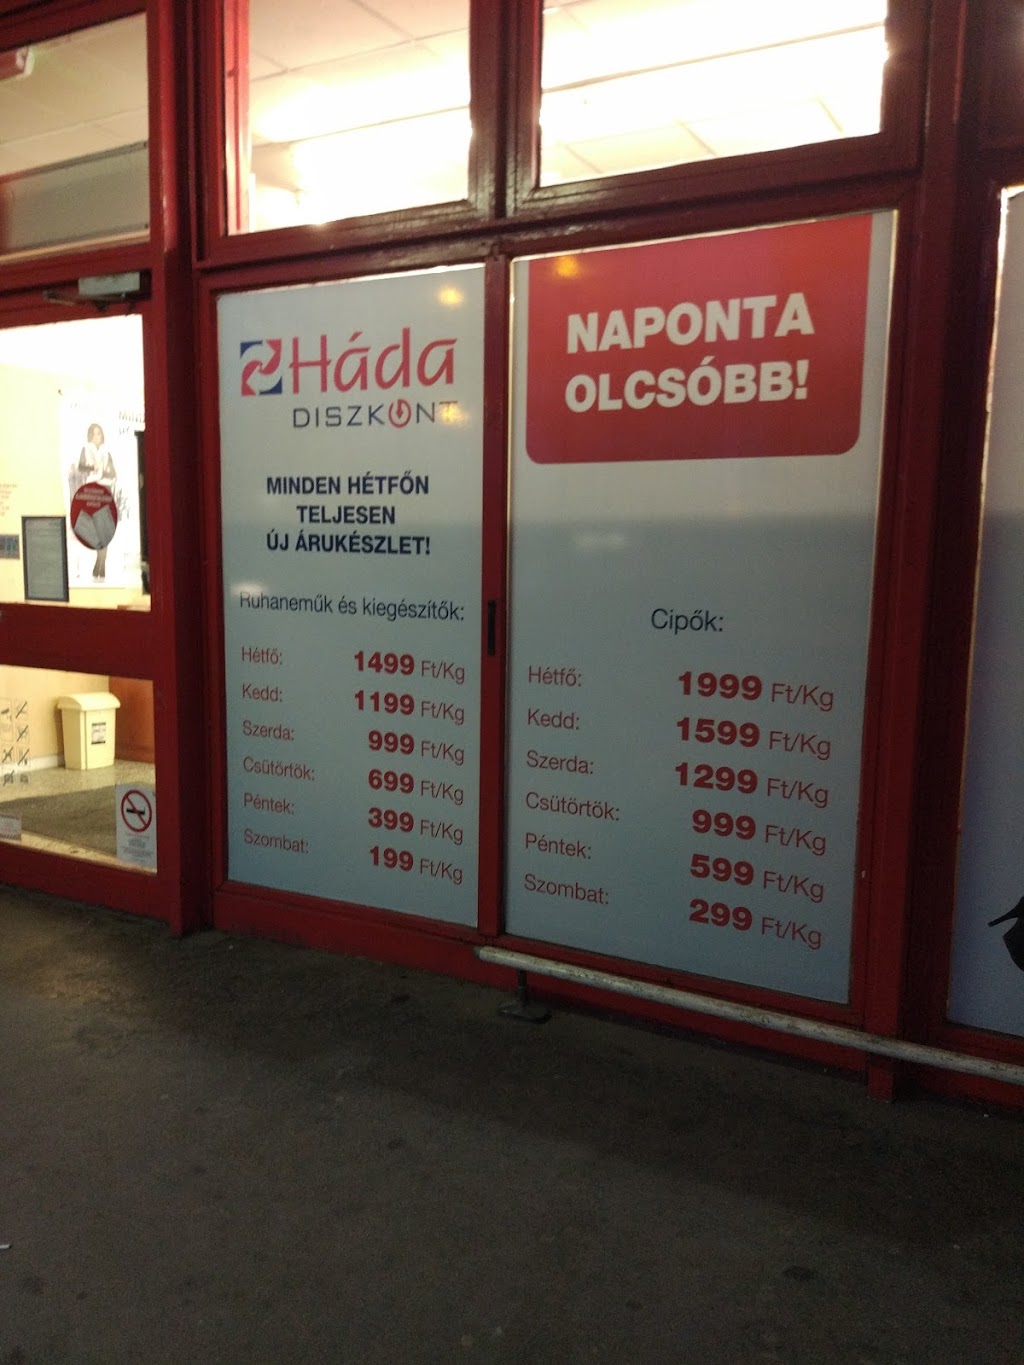 Háda
DISZKONT
MINDEN HÉTFŐN
TELJESEN
ÚJ ÁRUKÉSZLET!
Ruhaneműk és kiegészítők:
Hétfő: 1499 Ft/Kg
Kedd: 1199 Ft/Kg
Szerda: 999 Ft/Kg
Csütörtök: 699 Ft/Kg
Péntek: 399 Ft/Kg
Szombat: 199 Ft/Kg
NAPONTA
OLCSÓBB!
Cipők:
Hétfő: 1999 Ft/Kg
Kedd: 1599 Ft/Kg
Szerda: 1299 Ft/Kg
Csütörtök: 999 Ft/Kg
Péntek: 599 Ft/Kg
Szombat: 299 Ft/Kg